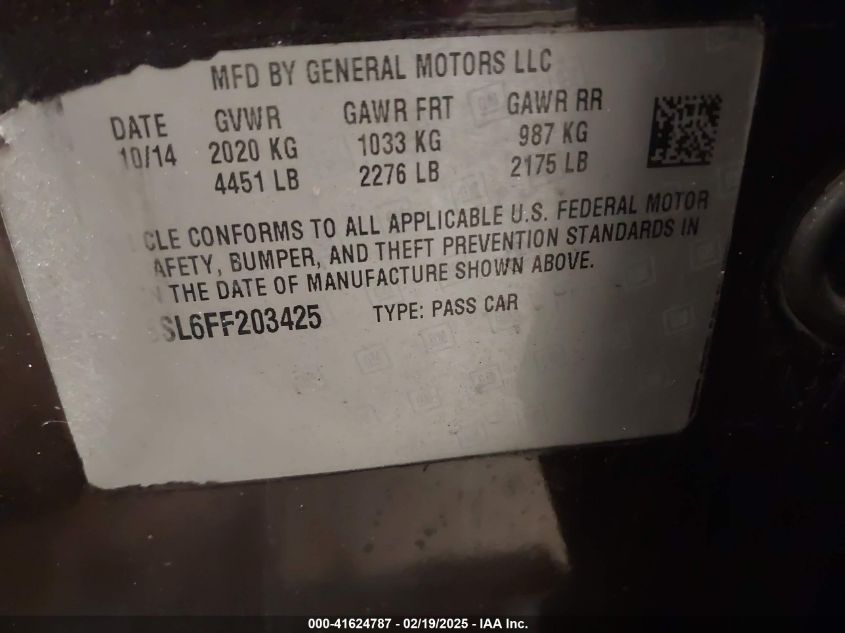 MFD BY GENERAL MOTORS LLC
DATE GVWR GAWR FRT GAWR RR
10/14 2020 KG 1033 KG 987 KG
4451 LB 2276 LB 2175 LB
CLE CONFORMS TO ALL APPLICABLE U.S. FEDERAL MOTOR
AFETY, BUMPER, AND THEFT PREVENTION STANDARDS IN
THE DATE OF MANUFACTURE SHOWN ABOVE.
SL6FF203425 TYPE: PASS CAR
000-41624787 - 02/19/2025 - IAA Inc.